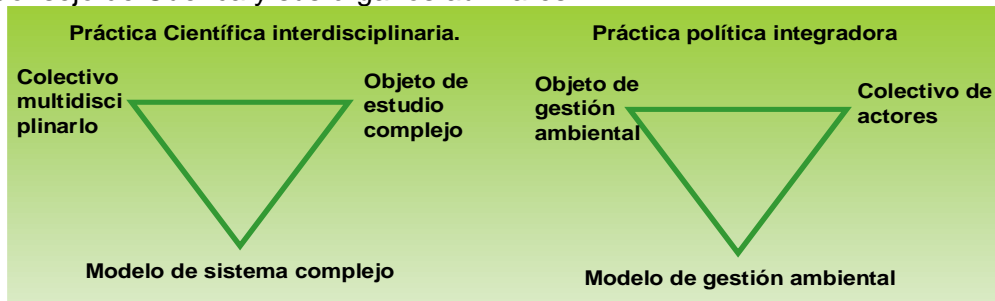 Práctica Científica interdisciplinaria.
Práctica política integradora
Colectivo
multidisci
plinarlo
Objeto de
estudio
complejo
Objeto de
gestión
ambiental
Colectivo de
actores
Modelo de sistema complejo
Modelo de gestión ambiental